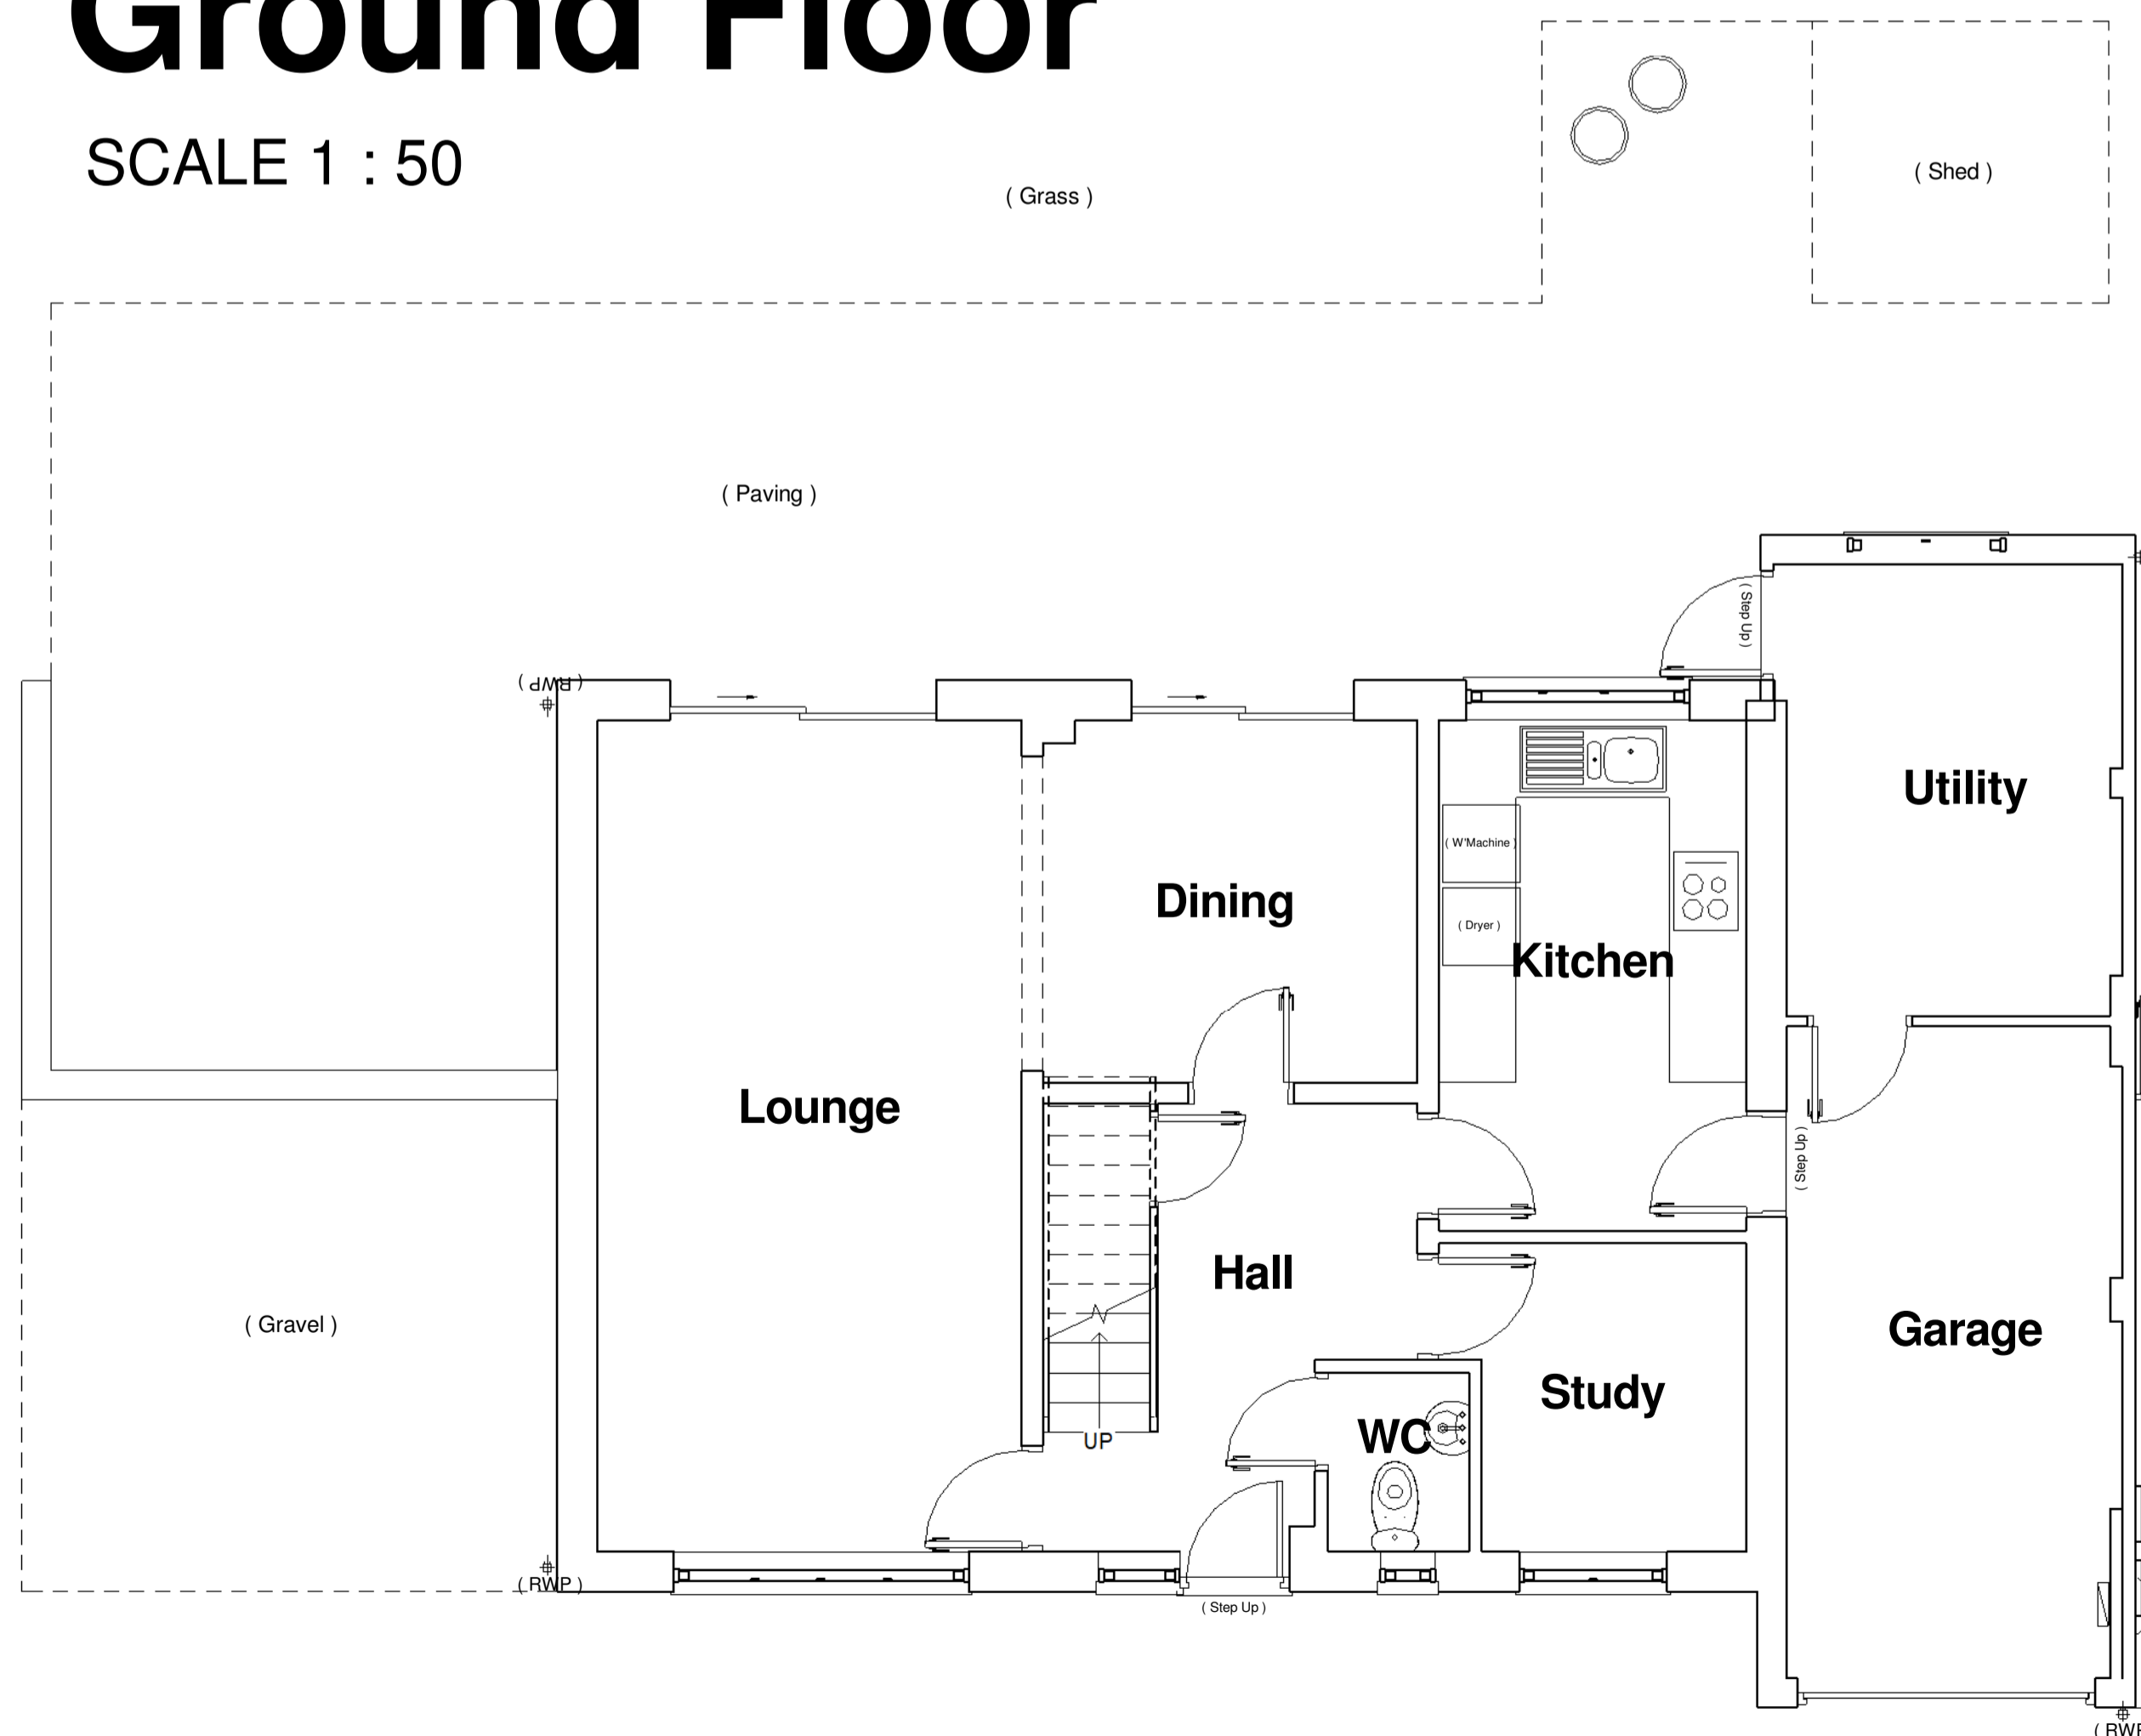 Ground Floor
SCALE 1 : 50
( Grass )
( Shed )
( Paving )
( Step Up )
( RWP )
Utility
( W'Machine )
Dining
( Dryer )
Kitchen
Lounge
( Step Up )
Hall
( Gravel )
Garage
Study
WC
UP
( RWP )
( Step Up )
( RWP